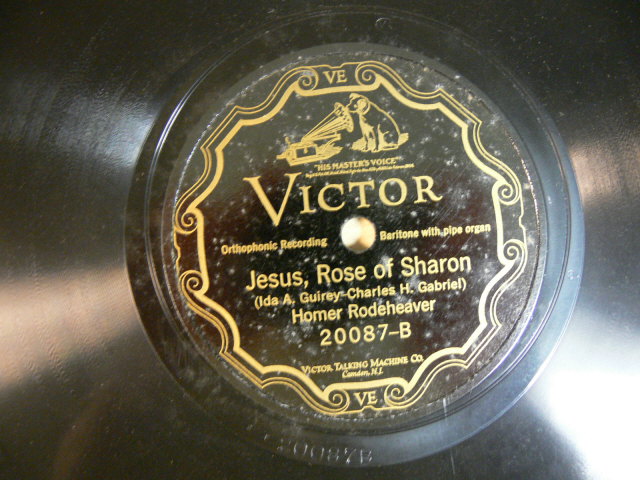 VE
"HIS MASTER'S VOICE"
VICTOR
Orthophonic Recording
Baritone with pipe organ
Jesus, Rose of Sharon
(Ida A. Guirey-Charles H. Gabriel)
Homer Rodeheaver
20087-B
VICTOR TALKING MACHINE CO.
Camden, N.J.
VE
20087B